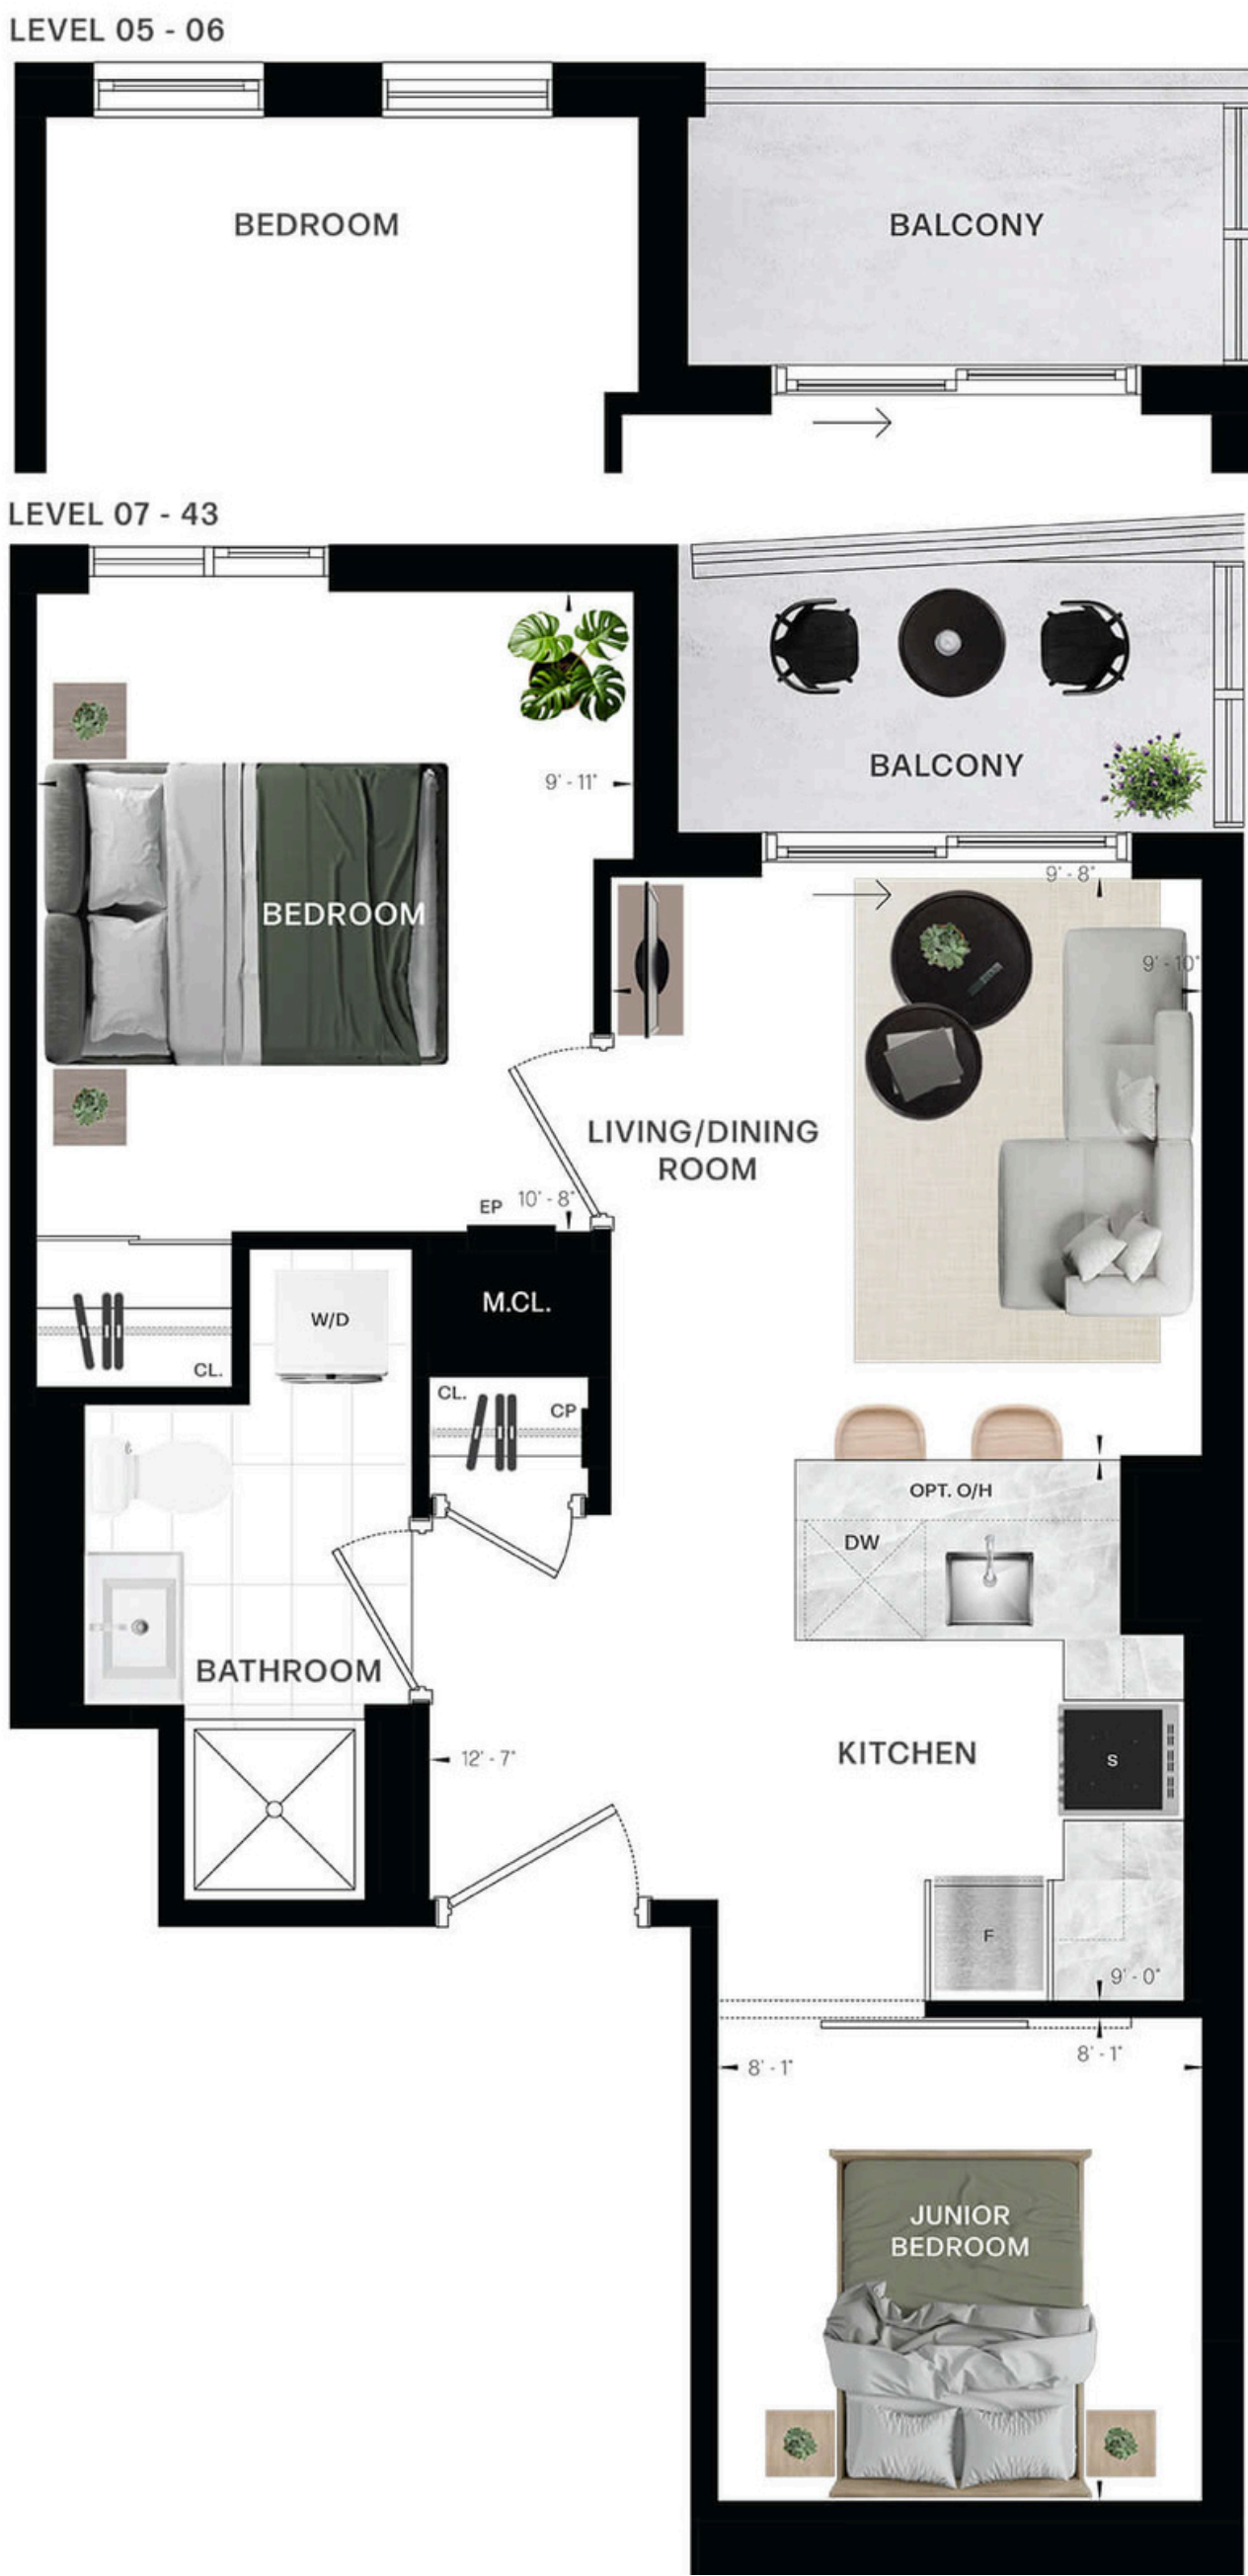 LEVEL 05 - 06
BEDROOM
BALCONY
LEVEL 07 - 43
BALCONY
9' - 11"
9' - 8"
BEDROOM
9' - 10"
LIVING/DINING
ROOM
EP
10' - 8"
M.CL.
W/D
CL.
CL.
CP
OPT. O/H
DW
BATHROOM
12' - 7"
KITCHEN
S
F
9' - 0"
8' - 1"
8' - 1"
JUNIOR
BEDROOM